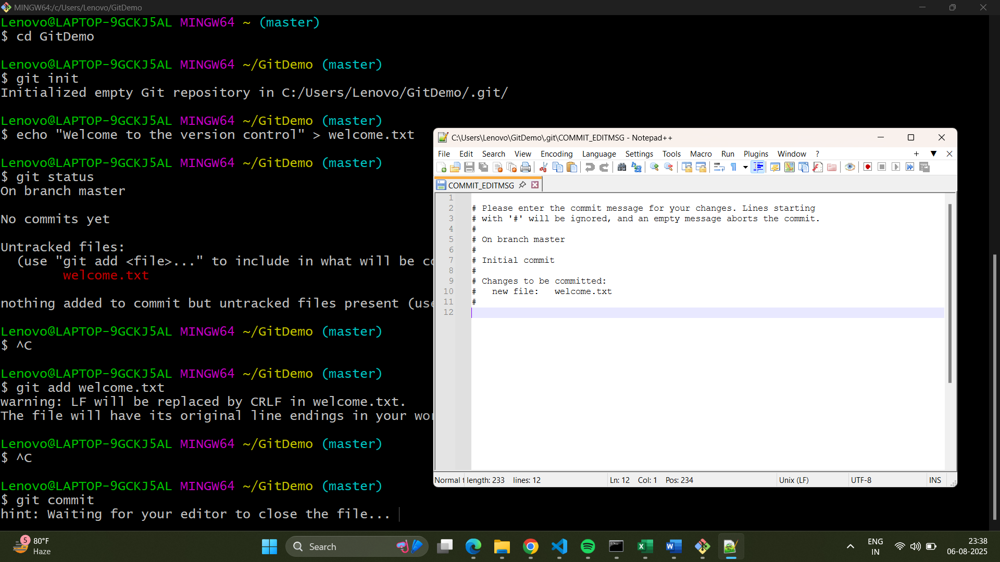 MINGW64:/c/Users/Lenovo/GitDemo
Lenovo@LAPTOP-9GCKJ5AL MINGW64 ~ (master)
$ cd GitDemo
Lenovo@LAPTOP-9GCKJ5AL MINGW64 ~/GitDemo (master)
$ git init
Initialized empty Git repository in C:/Users/Lenovo/GitDemo/.git/
Lenovo@LAPTOP-9GCKJ5AL MINGW64 ~/GitDemo (master)
$ echo "Welcome to the version control" > welcome.txt
Lenovo@LAPTOP-9GCKJ5AL MINGW64 ~/GitDemo (master)
$ git status
On branch master
No commits yet
Untracked files:
(use "git add <file>..." to include in what will be co
welcome.txt
nothing added to commit but untracked files present (use
Lenovo@LAPTOP-9GCKJ5AL MINGW64 ~/GitDemo (master)
$ ^C
Lenovo@LAPTOP-9GCKJ5AL MINGW64 ~/GitDemo (master)
$ git add welcome.txt
warning: LF will be replaced by CRLF in welcome.txt.
The file will have its original line endings in your wor
Lenovo@LAPTOP-9GCKJ5AL MINGW64 ~/GitDemo (master)
$ ^C
Lenovo@LAPTOP-9GCKJ5AL MINGW64 ~/GitDemo (master)
$ git commit
hint: Waiting for your editor to close the file...
C:\Users\Lenovo\GitDemo\.git\COMMIT_EDITMSG - Notepad++
File Edit Search View Encoding Language Settings Tools Macro Run Plugins Window ?
COMMIT_EDITMSG
1
2 # Please enter the commit message for your changes. Lines starting
3 # with '#' will be ignored, and an empty message aborts the commit.
4 #
5 # On branch master
6 #
7 # Initial commit
8 #
9 # Changes to be committed:
10 # new file: welcome.txt
11 #
12
Normal t length: 233 lines: 12 Ln: 12 Col: 1 Pos: 234 Unix (LF) UTF-8 INS
5
80°F
Haze
Search
ENG
IN
23:38
06-08-2025